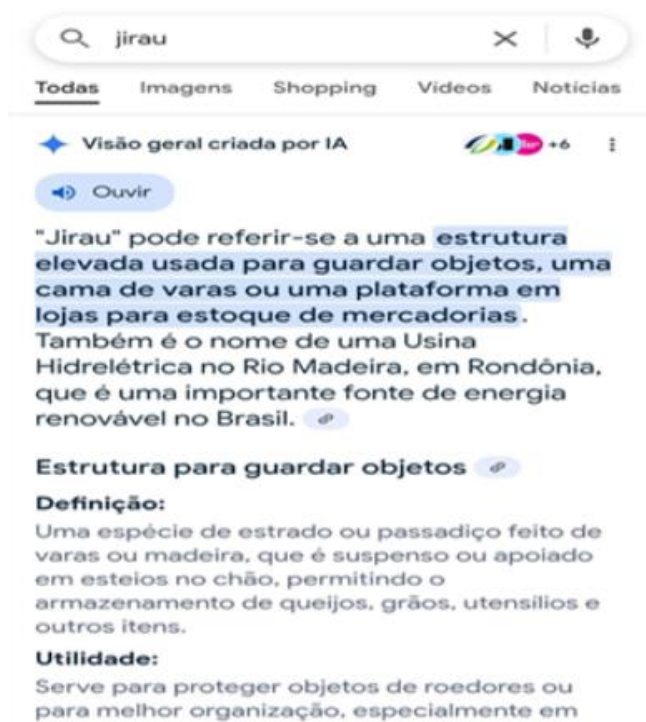 jirau
Todas Imagens Shopping Vídeos Notícias
Visão geral criada por IA +6
Ouvir
"Jirau" pode referir-se a uma estrutura
elevada usada para guardar objetos, uma
cama de varas ou uma plataforma em
lojas para estoque de mercadorias.
Também é o nome de uma Usina
Hidrelétrica no Rio Madeira, em Rondônia,
que é uma importante fonte de energia
renovável no Brasil.
Estrutura para guardar objetos
Definição:
Uma espécie de estrado ou passadiço feito de
varas ou madeira, que é suspenso ou apoiado
em esteios no chão, permitindo o
armazenamento de queijos, grãos, utensílios e
outros itens.
Utilidade:
Serve para proteger objetos de roedores ou
para melhor organização, especialmente em